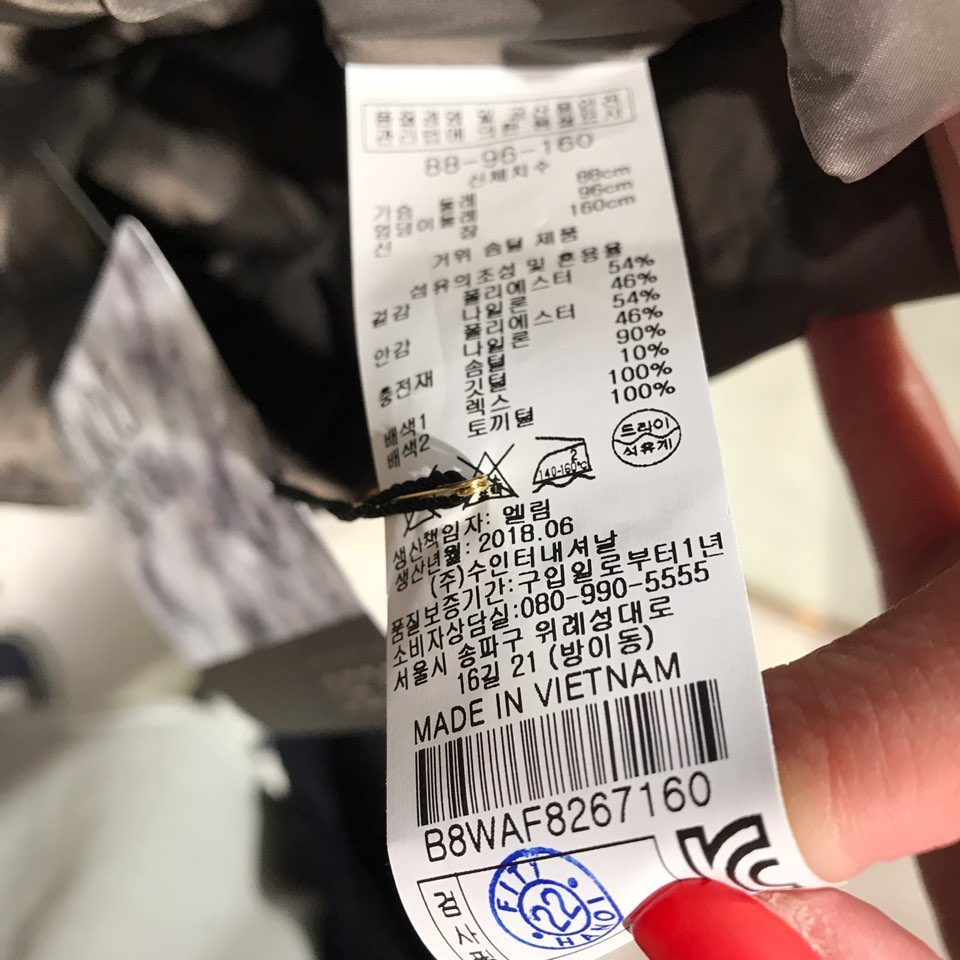 품질경영 및 공산품안전
관리법에 의한 품질표시
88-96-160
신체치수
가슴 둘레 88cm
엉덩이둘레 96cm
신 장 160cm
거위 솜털 제품
섬유의조성 및 혼용율
겉감 폴리에스터 54%
나일론 46%
안감 폴리에스터 54%
나일론 46%
충전재 솜털 90%
깃털 10%
배색1 렉스 100%
배색2 토끼털 100%
드라이
석유계
2
140-160℃
생산책임자: 엘림
생산년월: 2018.06
(주)수인터내셔날
품질보증기간:구입일로부터1년
소비자상담실:080-990-5555
서울시 송파구 위례성대로
16길 21 (방이동)
MADE IN VIETNAM
B8WAF8267160
검사
FITI
22
HANOI